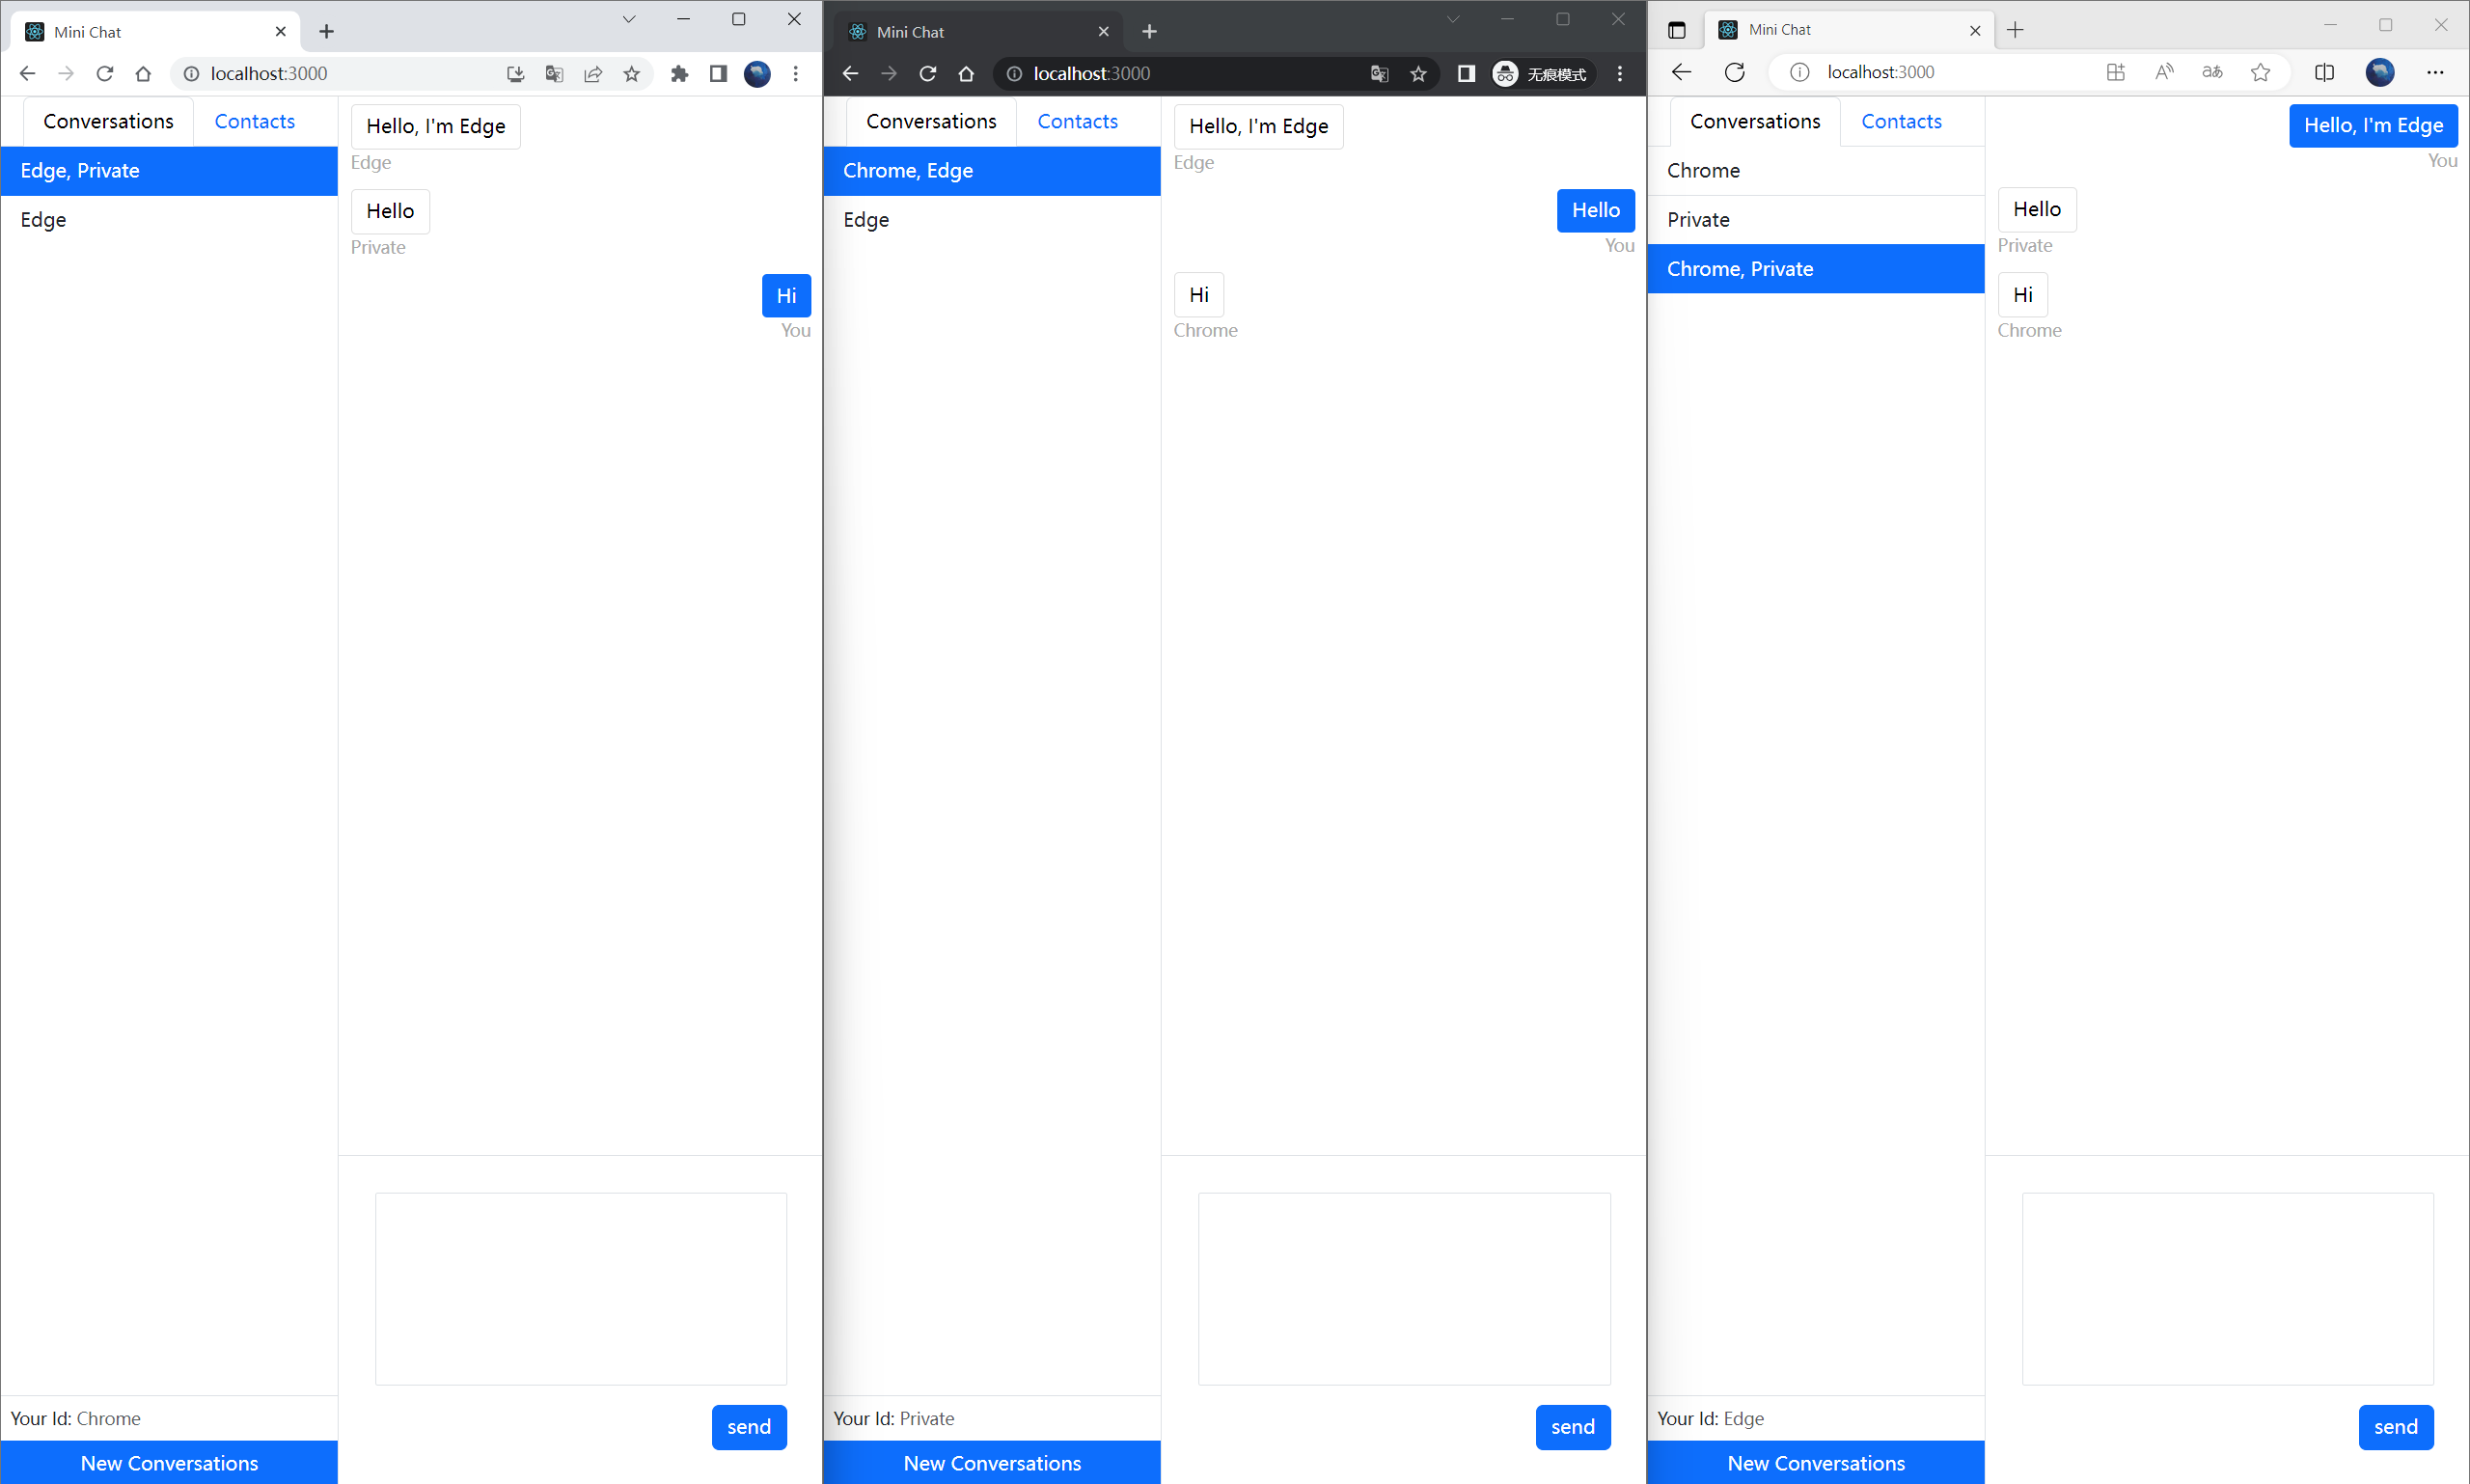 Mini Chat
localhost:3000
Conversations Contacts
Edge, Private
Edge
Hello, I'm Edge
Edge
Hello
Private
Hi
You
send
Your Id: Chrome
New Conversations
Mini Chat
localhost:3000
无痕模式
Conversations Contacts
Chrome, Edge
Edge
Hello, I'm Edge
Edge
Hello
You
Hi
Chrome
send
Your Id: Private
New Conversations
Mini Chat
localhost:3000
Conversations Contacts
Chrome
Private
Chrome, Private
Hello, I'm Edge
You
Hello
Private
Hi
Chrome
send
Your Id: Edge
New Conversations